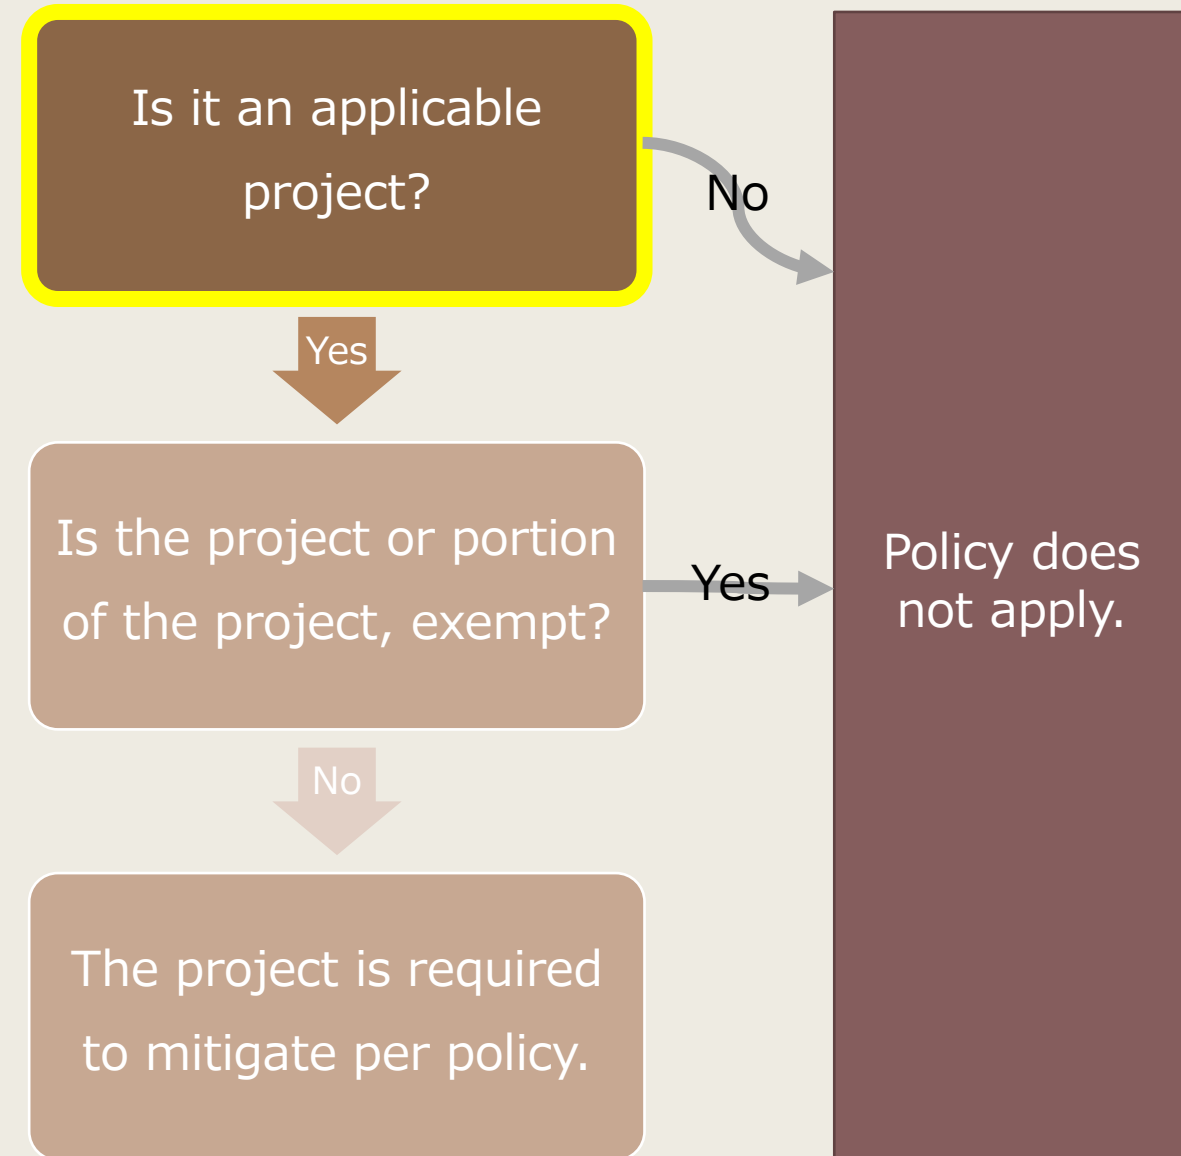 Is it an applicable
project?
No
Yes
Is the project or portion
of the project, exempt?
Yes
Policy does
not apply.
No
The project is required
to mitigate per policy.